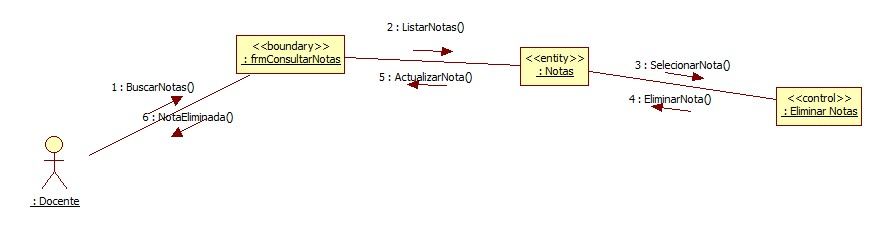 2 : ListarNotas()
<<boundary>>
: frmConsultarNotas
<<entity>>
: Notas
3 : SelecionarNota()
5 : ActualizarNota()
1 : BuscarNotas()
4 : EliminarNota()
<<control>>
: Eliminar Notas
6 : NotaEliminada()
: Docente